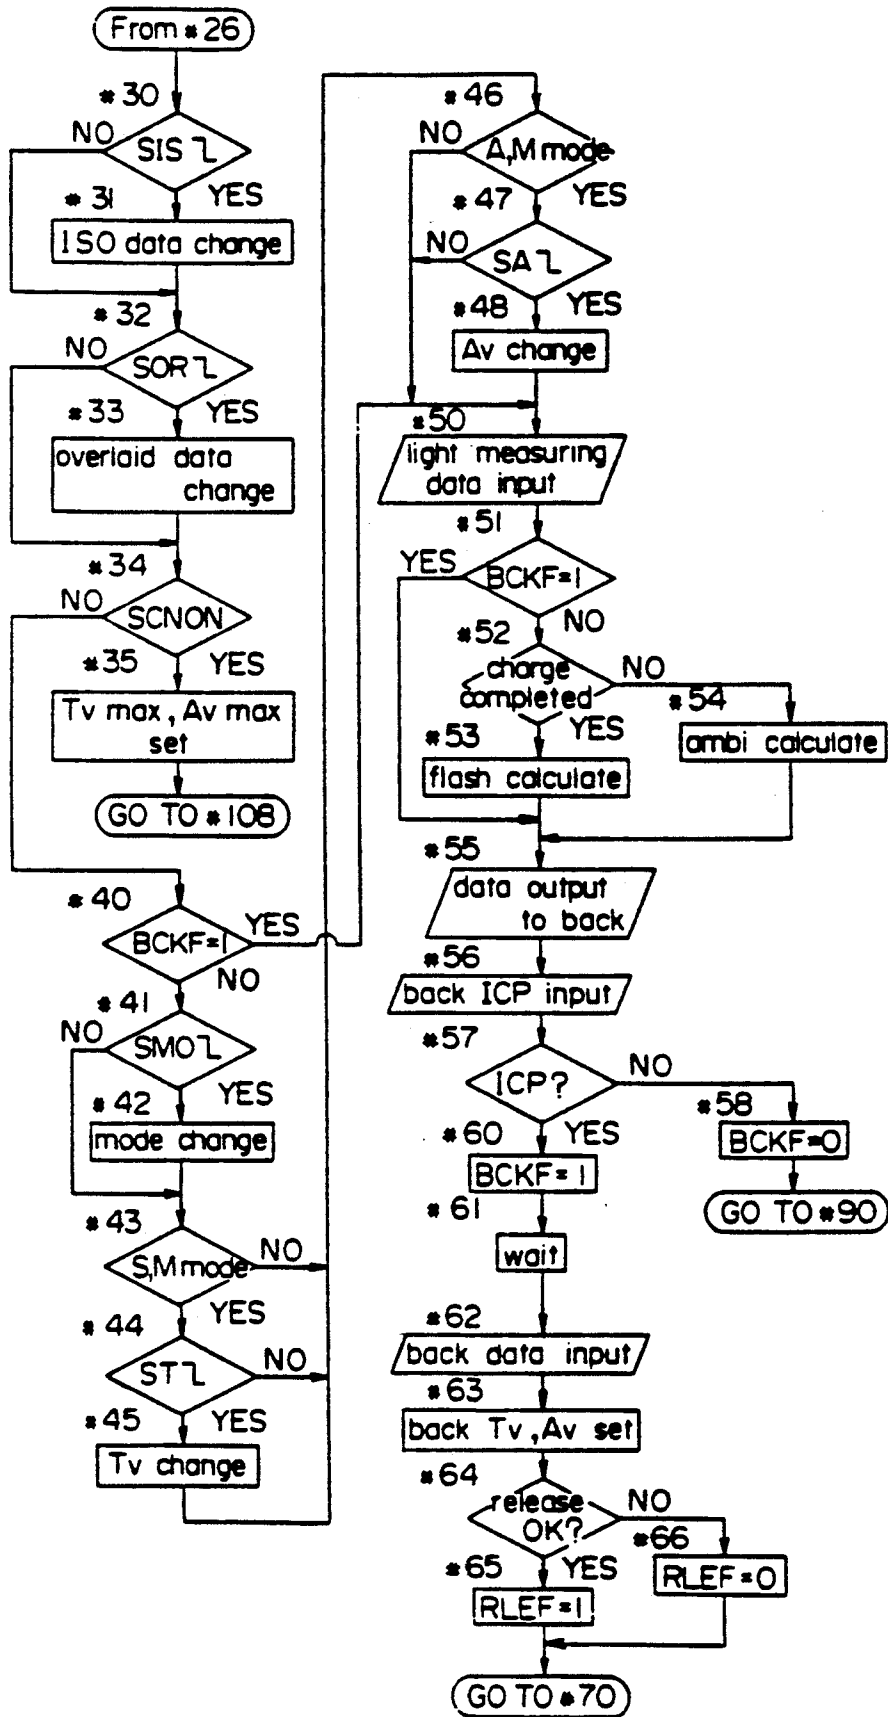 From *26
*30
NO
SIS ʅ
*31
YES
ISO data change
*32
NO
SOR ʅ
*33
YES
overlaid data
change
*34
NO
SCNON
*35
YES
Tv max, Av max
set
GO TO *108
*40
BCKF=1
YES
NO
*41
NO
SMO ʅ
*42
YES
mode change
*43
S,M mode
NO
YES
*44
ST ʅ
NO
*45
YES
Tv change
*46
NO
A,M mode
*47
YES
NO
SA ʅ
*48
YES
Av change
*50
light measuring
data input
*51
YES
BCKF=1
*52
NO
charge
completed
NO
*54
*53
YES
flash calculate
ambi calculate
*55
data output
to back
*56
back ICP input
*57
ICP?
NO
*58
*60
YES
BCKF=0
BCKF=1
GO TO *90
*61
wait
*62
back data input
*63
back Tv, Av set
*64
release
OK?
NO
*66
*65
YES
RLEF=0
RLEF=1
GO TO *70